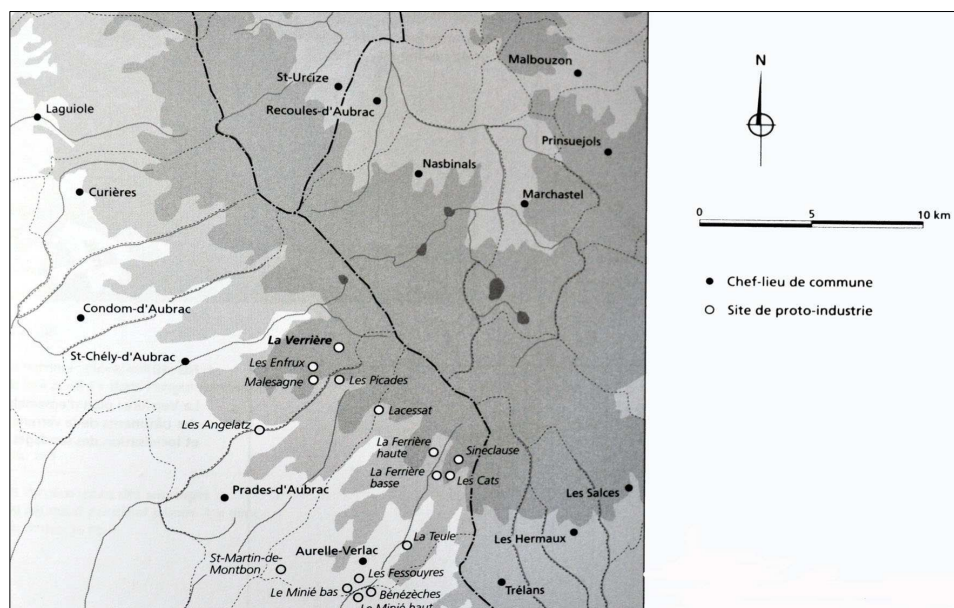 Malbouzon
St-Urcize
Laguiole
Recoules-d'Aubrac
Prinsuejols
Nasbinals
Curières
Marchastel
Condom-d'Aubrac
La Verrière
St-Chély-d'Aubrac
Les Enfrux
Malesagne
Les Picades
Lacessat
Les Angelatz
La Ferrière
haute
Sineclause
La Ferrière
basse
Les Cats
Prades-d'Aubrac
Les Salces
La Teule
Les Hermaux
Aurelle-Verlac
St-Martin-de-
Montbon
Les Fessouyres
Le Minié bas
Bénézèches
Le Minié haut
Trélans
N
0 5 10 km
Chef-lieu de commune
Site de proto-industrie